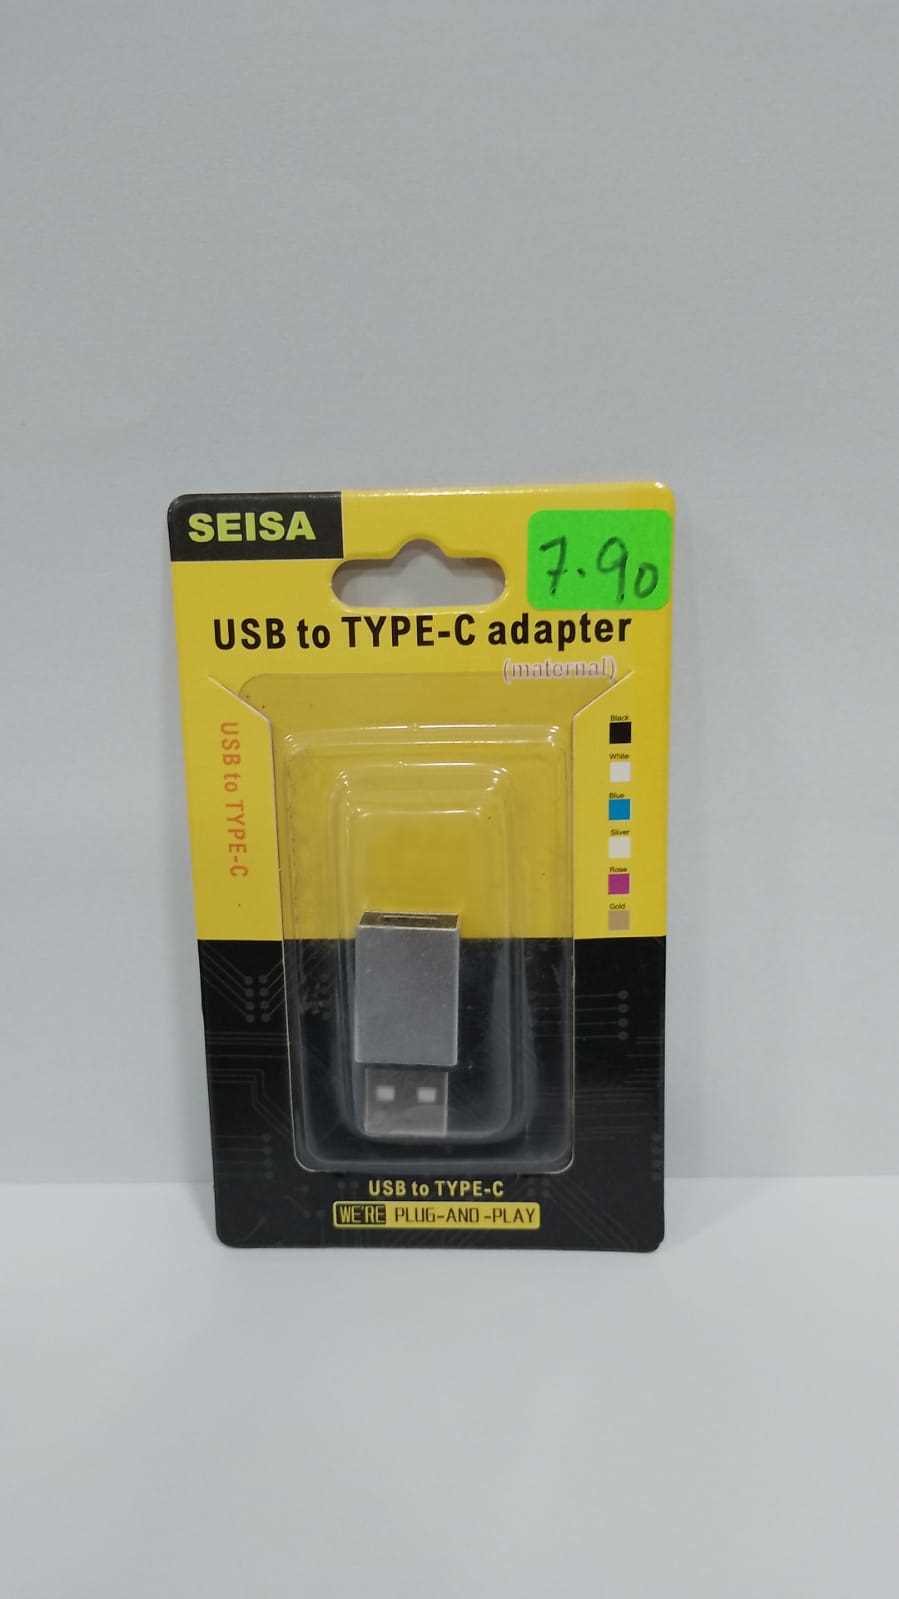 SEISA
7.90
USB to TYPE-C adapter
(maternal)
USB to TYPE-C
Black
White
Blue
Silver
Rose
Gold
USB to TYPE-C
WE'RE PLUG-AND-PLAY